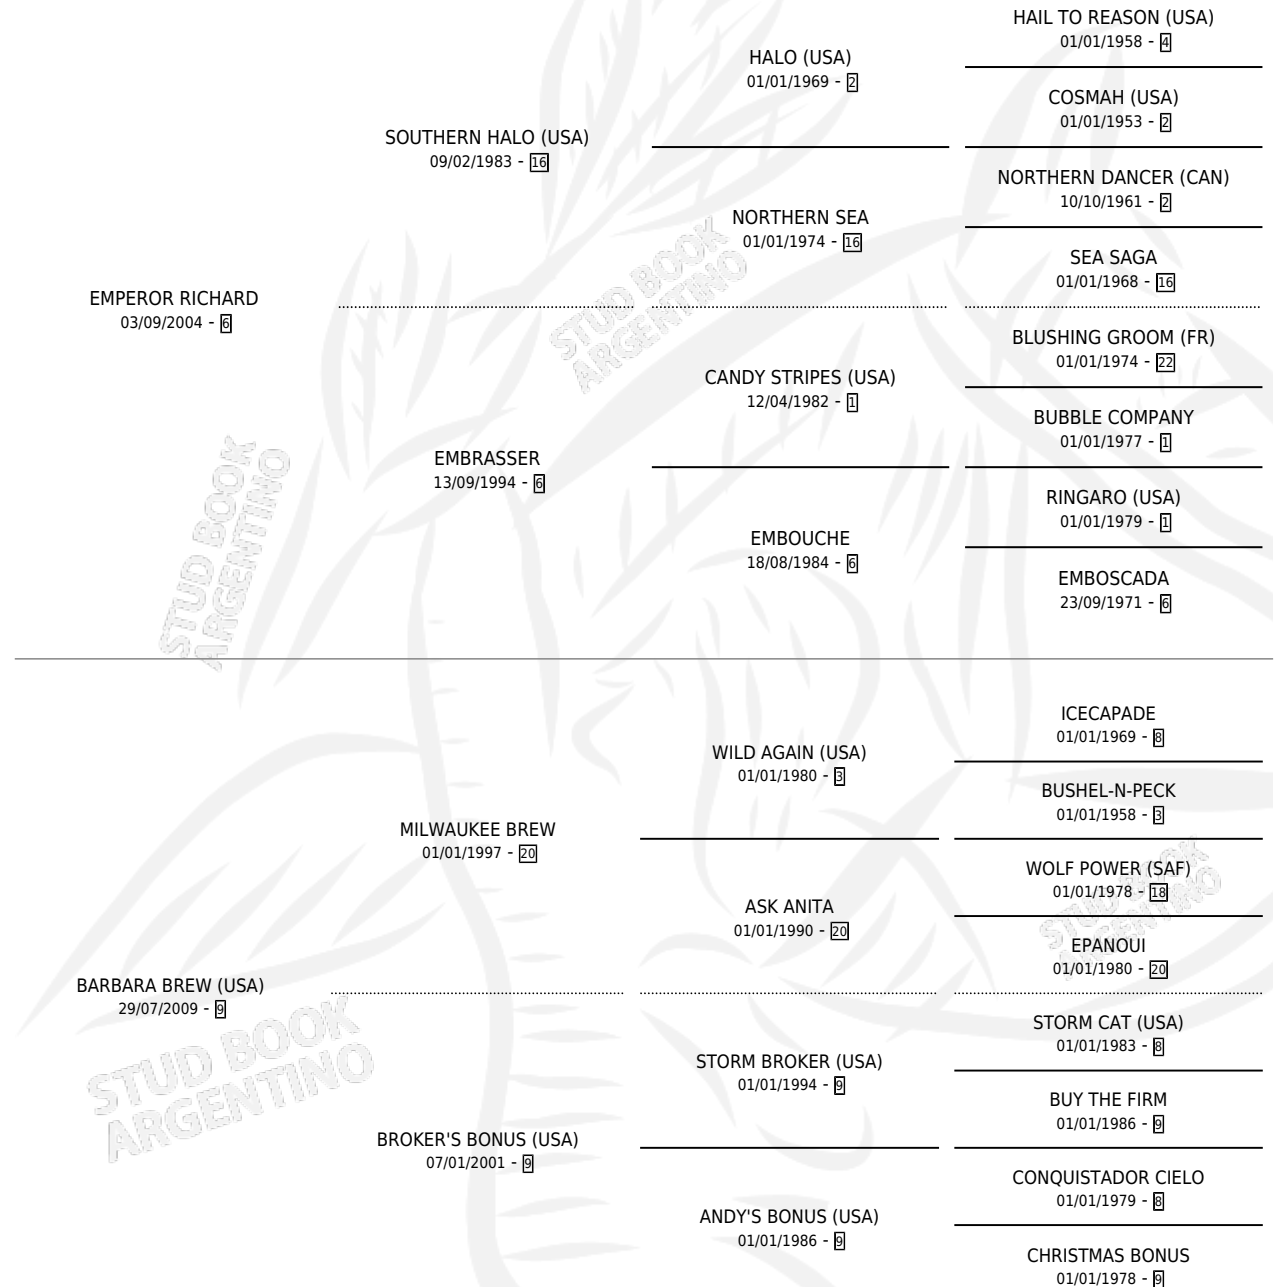 HAIL TO REASON (USA)
01/01/1958 - 4
HALO (USA)
01/01/1969 - 2
COSMAH (USA)
01/01/1953 - 2
SOUTHERN HALO (USA)
09/02/1983 - 16
NORTHERN DANCER (CAN)
10/10/1961 - 2
NORTHERN SEA
01/01/1974 - 16
SEA SAGA
01/01/1968 - 16
EMPEROR RICHARD
03/09/2004 - 6
STUD BOOK
ARGENTINO
BLUSHING GROOM (FR)
01/01/1974 - 22
CANDY STRIPES (USA)
12/04/1982 - 1
BUBBLE COMPANY
01/01/1977 - 1
EMBRASSER
13/09/1994 - 6
RINGARO (USA)
01/01/1979 - 1
EMBOUCHE
18/08/1984 - 6
EMBOSCADA
23/09/1971 - 6
STUD BOOK
ARGENTINO
ICECAPADE
01/01/1969 - 8
WILD AGAIN (USA)
01/01/1980 - 3
BUSHEL-N-PECK
01/01/1958 - 3
MILWAUKEE BREW
01/01/1997 - 20
WOLF POWER (SAF)
01/01/1978 - 18
STUD BOOK
ARGENTINO
ASK ANITA
01/01/1990 - 20
EPANOUI
01/01/1980 - 20
BARBARA BREW (USA)
29/07/2009 - 9
STUD BOOK
ARGENTINO
STORM CAT (USA)
01/01/1983 - 8
STORM BROKER (USA)
01/01/1994 - 9
BUY THE FIRM
01/01/1986 - 9
BROKER'S BONUS (USA)
07/01/2001 - 9
CONQUISTADOR CIELO
01/01/1979 - 8
ANDY'S BONUS (USA)
01/01/1986 - 9
CHRISTMAS BONUS
01/01/1978 - 9